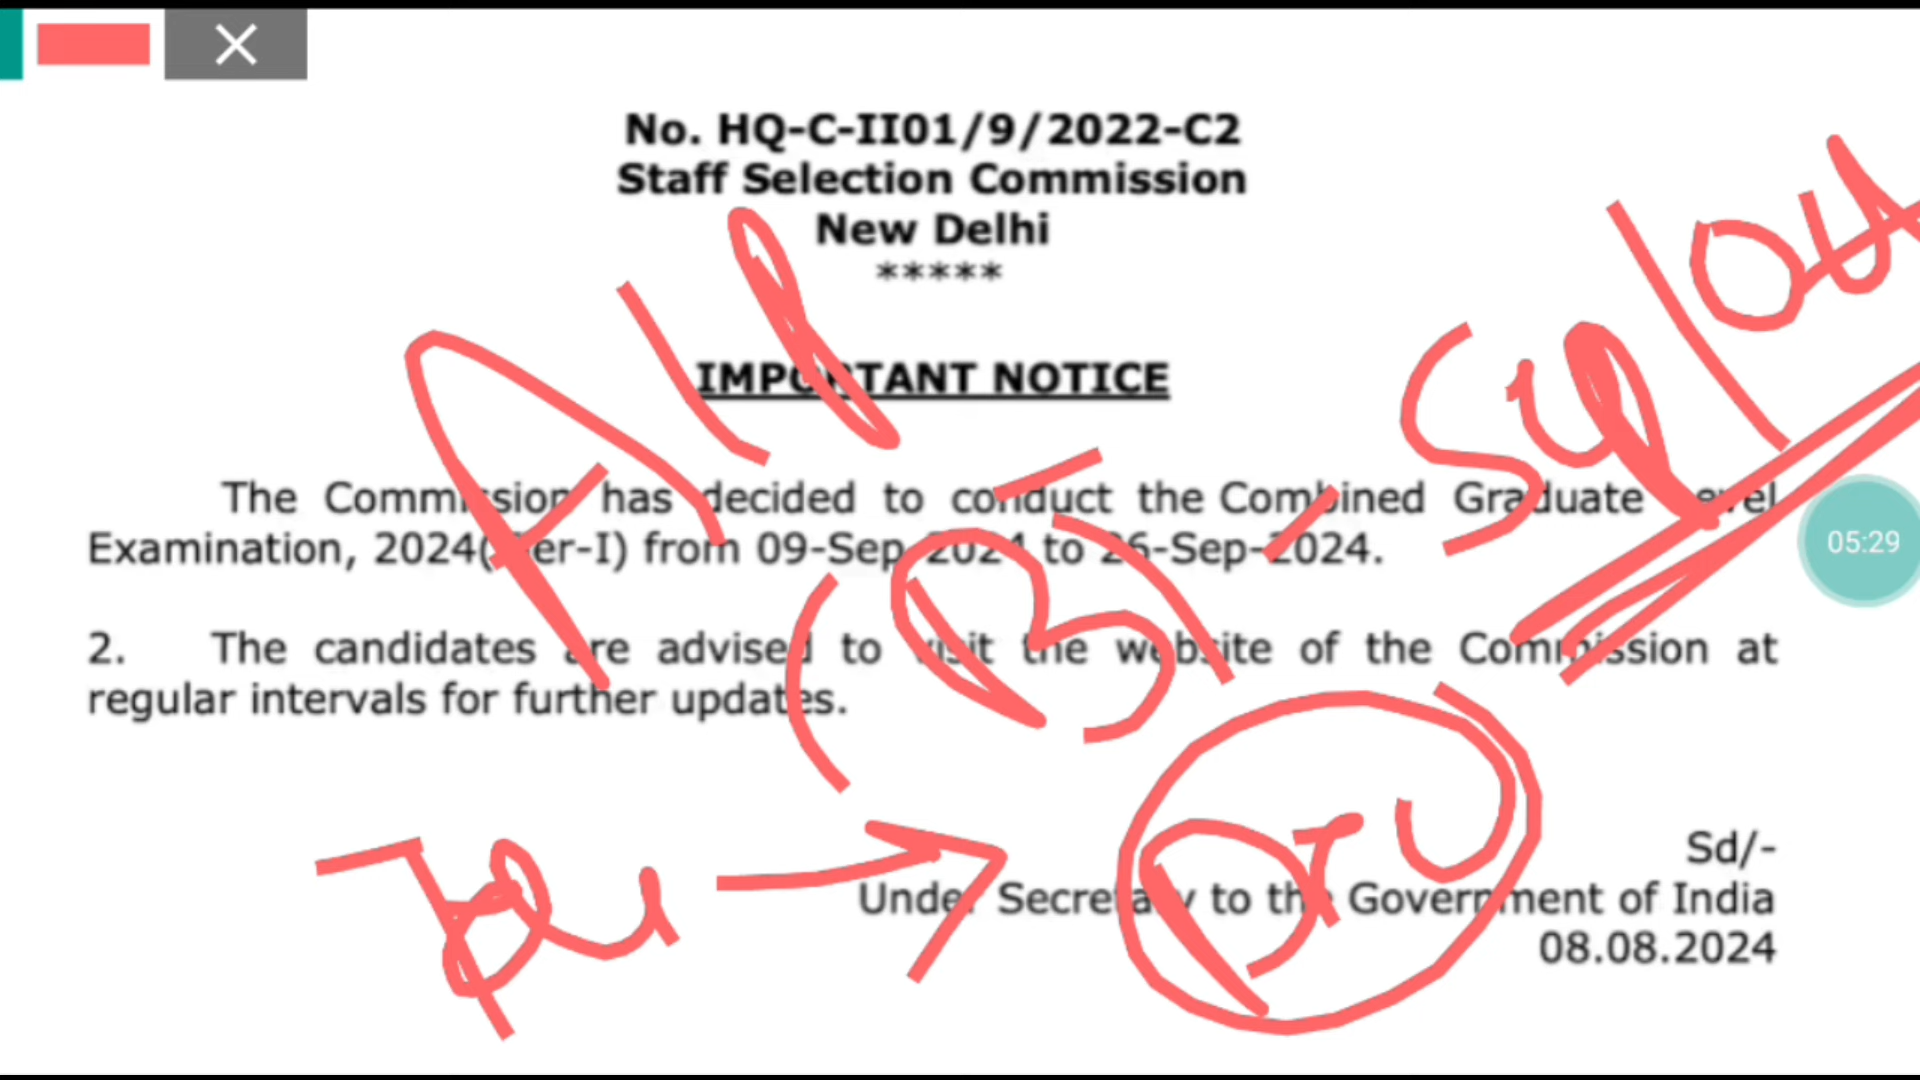 No. HQ-C-II01/9/2022-C2
Staff Selection Commission
New Delhi
*****
IMPORTANT NOTICE
The Commission has decided to conduct the Combined Graduate Level
Examination, 2024(Tier-I) from 09-Sep-2024 to 26-Sep-2024.
05:29
2. The candidates are advised to visit the website of the Commission at
regular intervals for further updates.
Sd/-
Under Secretary to the Government of India
08.08.2024